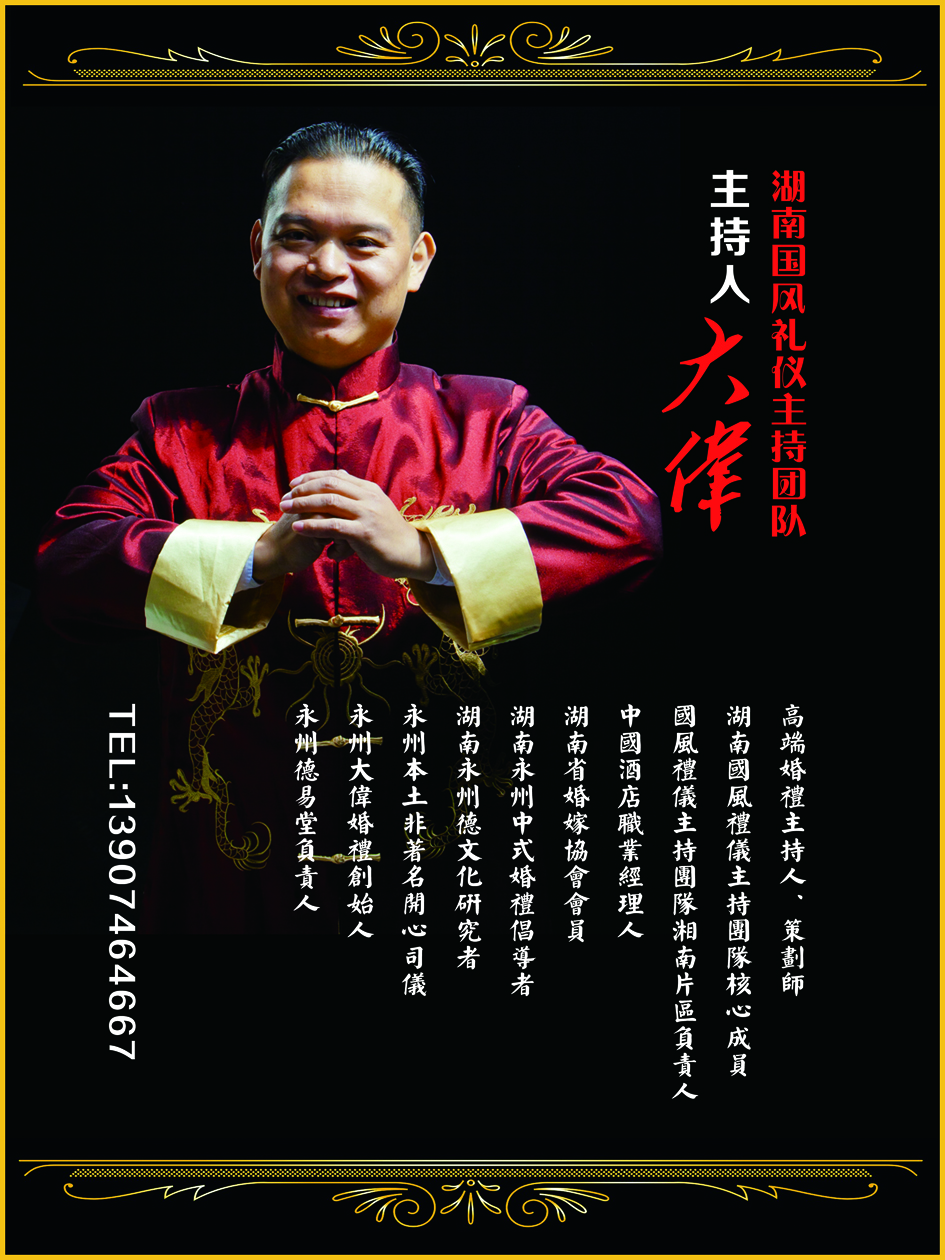 湖南国风礼仪主持团队
主持人
大偉
高端婚禮主持人、策劃師
湖南國風禮儀主持團隊核心成員
國風禮儀主持團隊湘南片區負責人
中國酒店職業經理人
湖南省婚嫁協會會員
湖南永州中式婚禮倡導者
湖南永州德文化研究者
永州本土非著名開心司儀
永州大偉婚禮創始人
永州德易堂負責人
TEL:13907464667